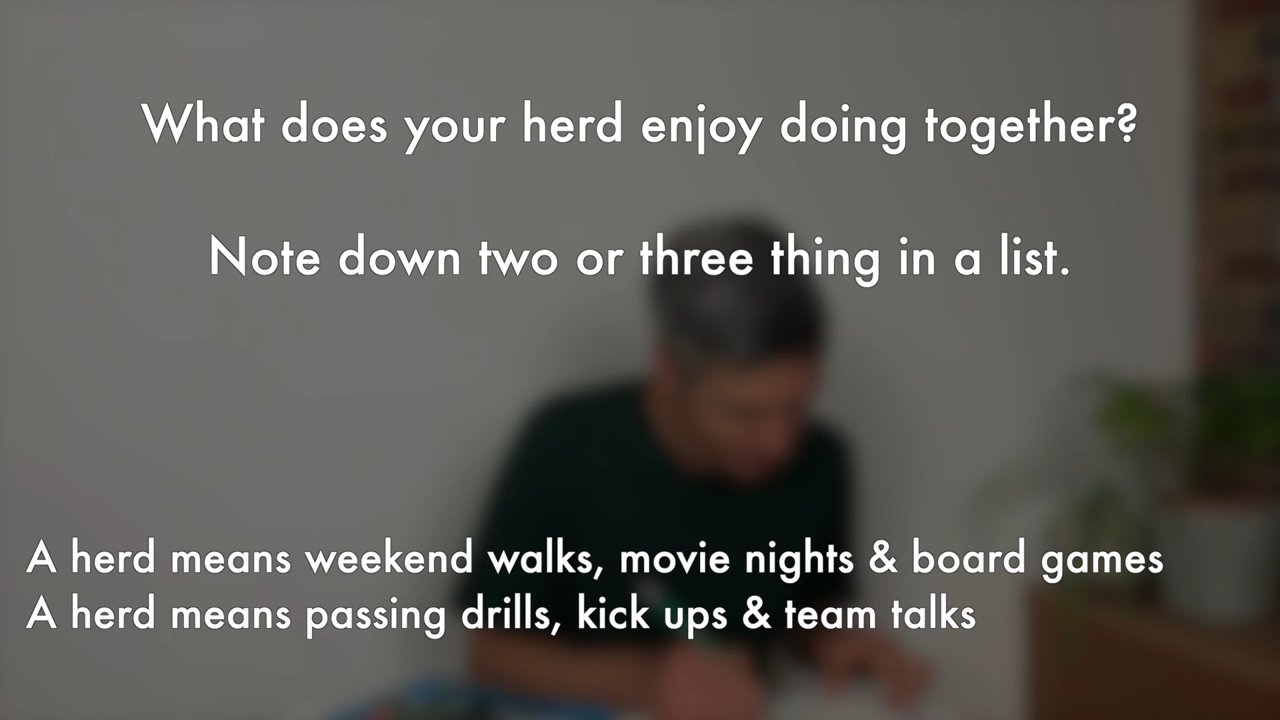 What does your herd enjoy doing together?
Note down two or three thing in a list.
A herd means weekend walks, movie nights & board games
A herd means passing drills, kick ups & team talks